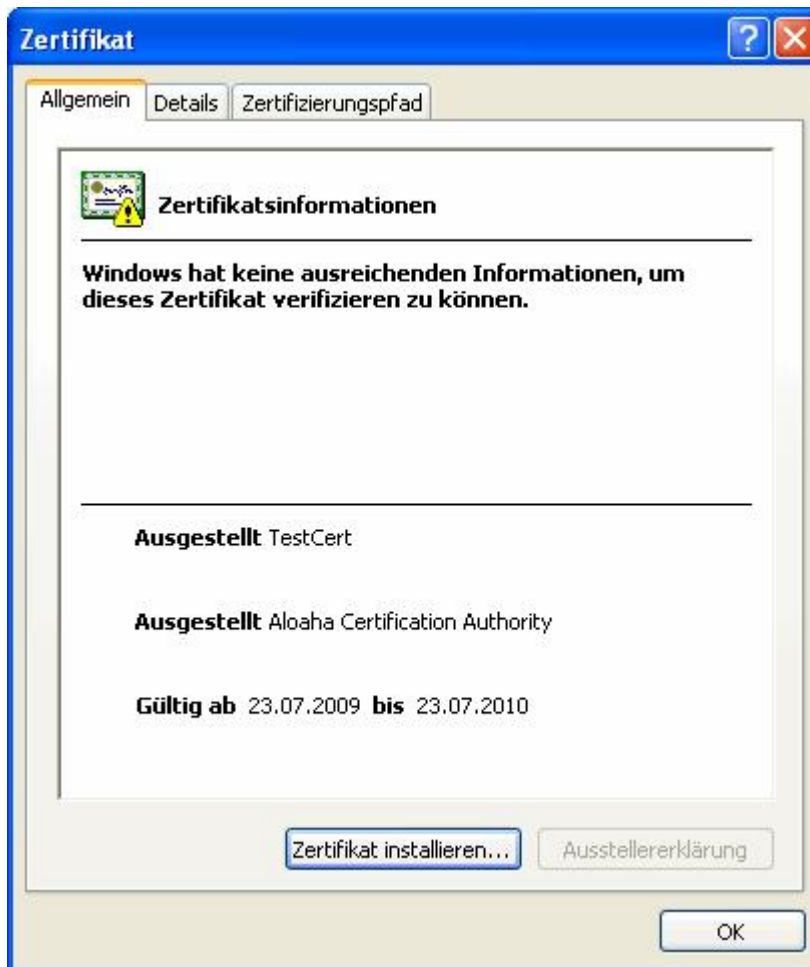 Zertifikat
Allgemein Details Zertifizierungspfad
Zertifikatsinformationen
Windows hat keine ausreichenden Informationen, um
dieses Zertifikat verifizieren zu können.
Ausgestellt TestCert
Ausgestellt Aloaha Certification Authority
Gültig ab 23.07.2009 bis 23.07.2010
Zertifikat installieren... Ausstellererklärung
OK